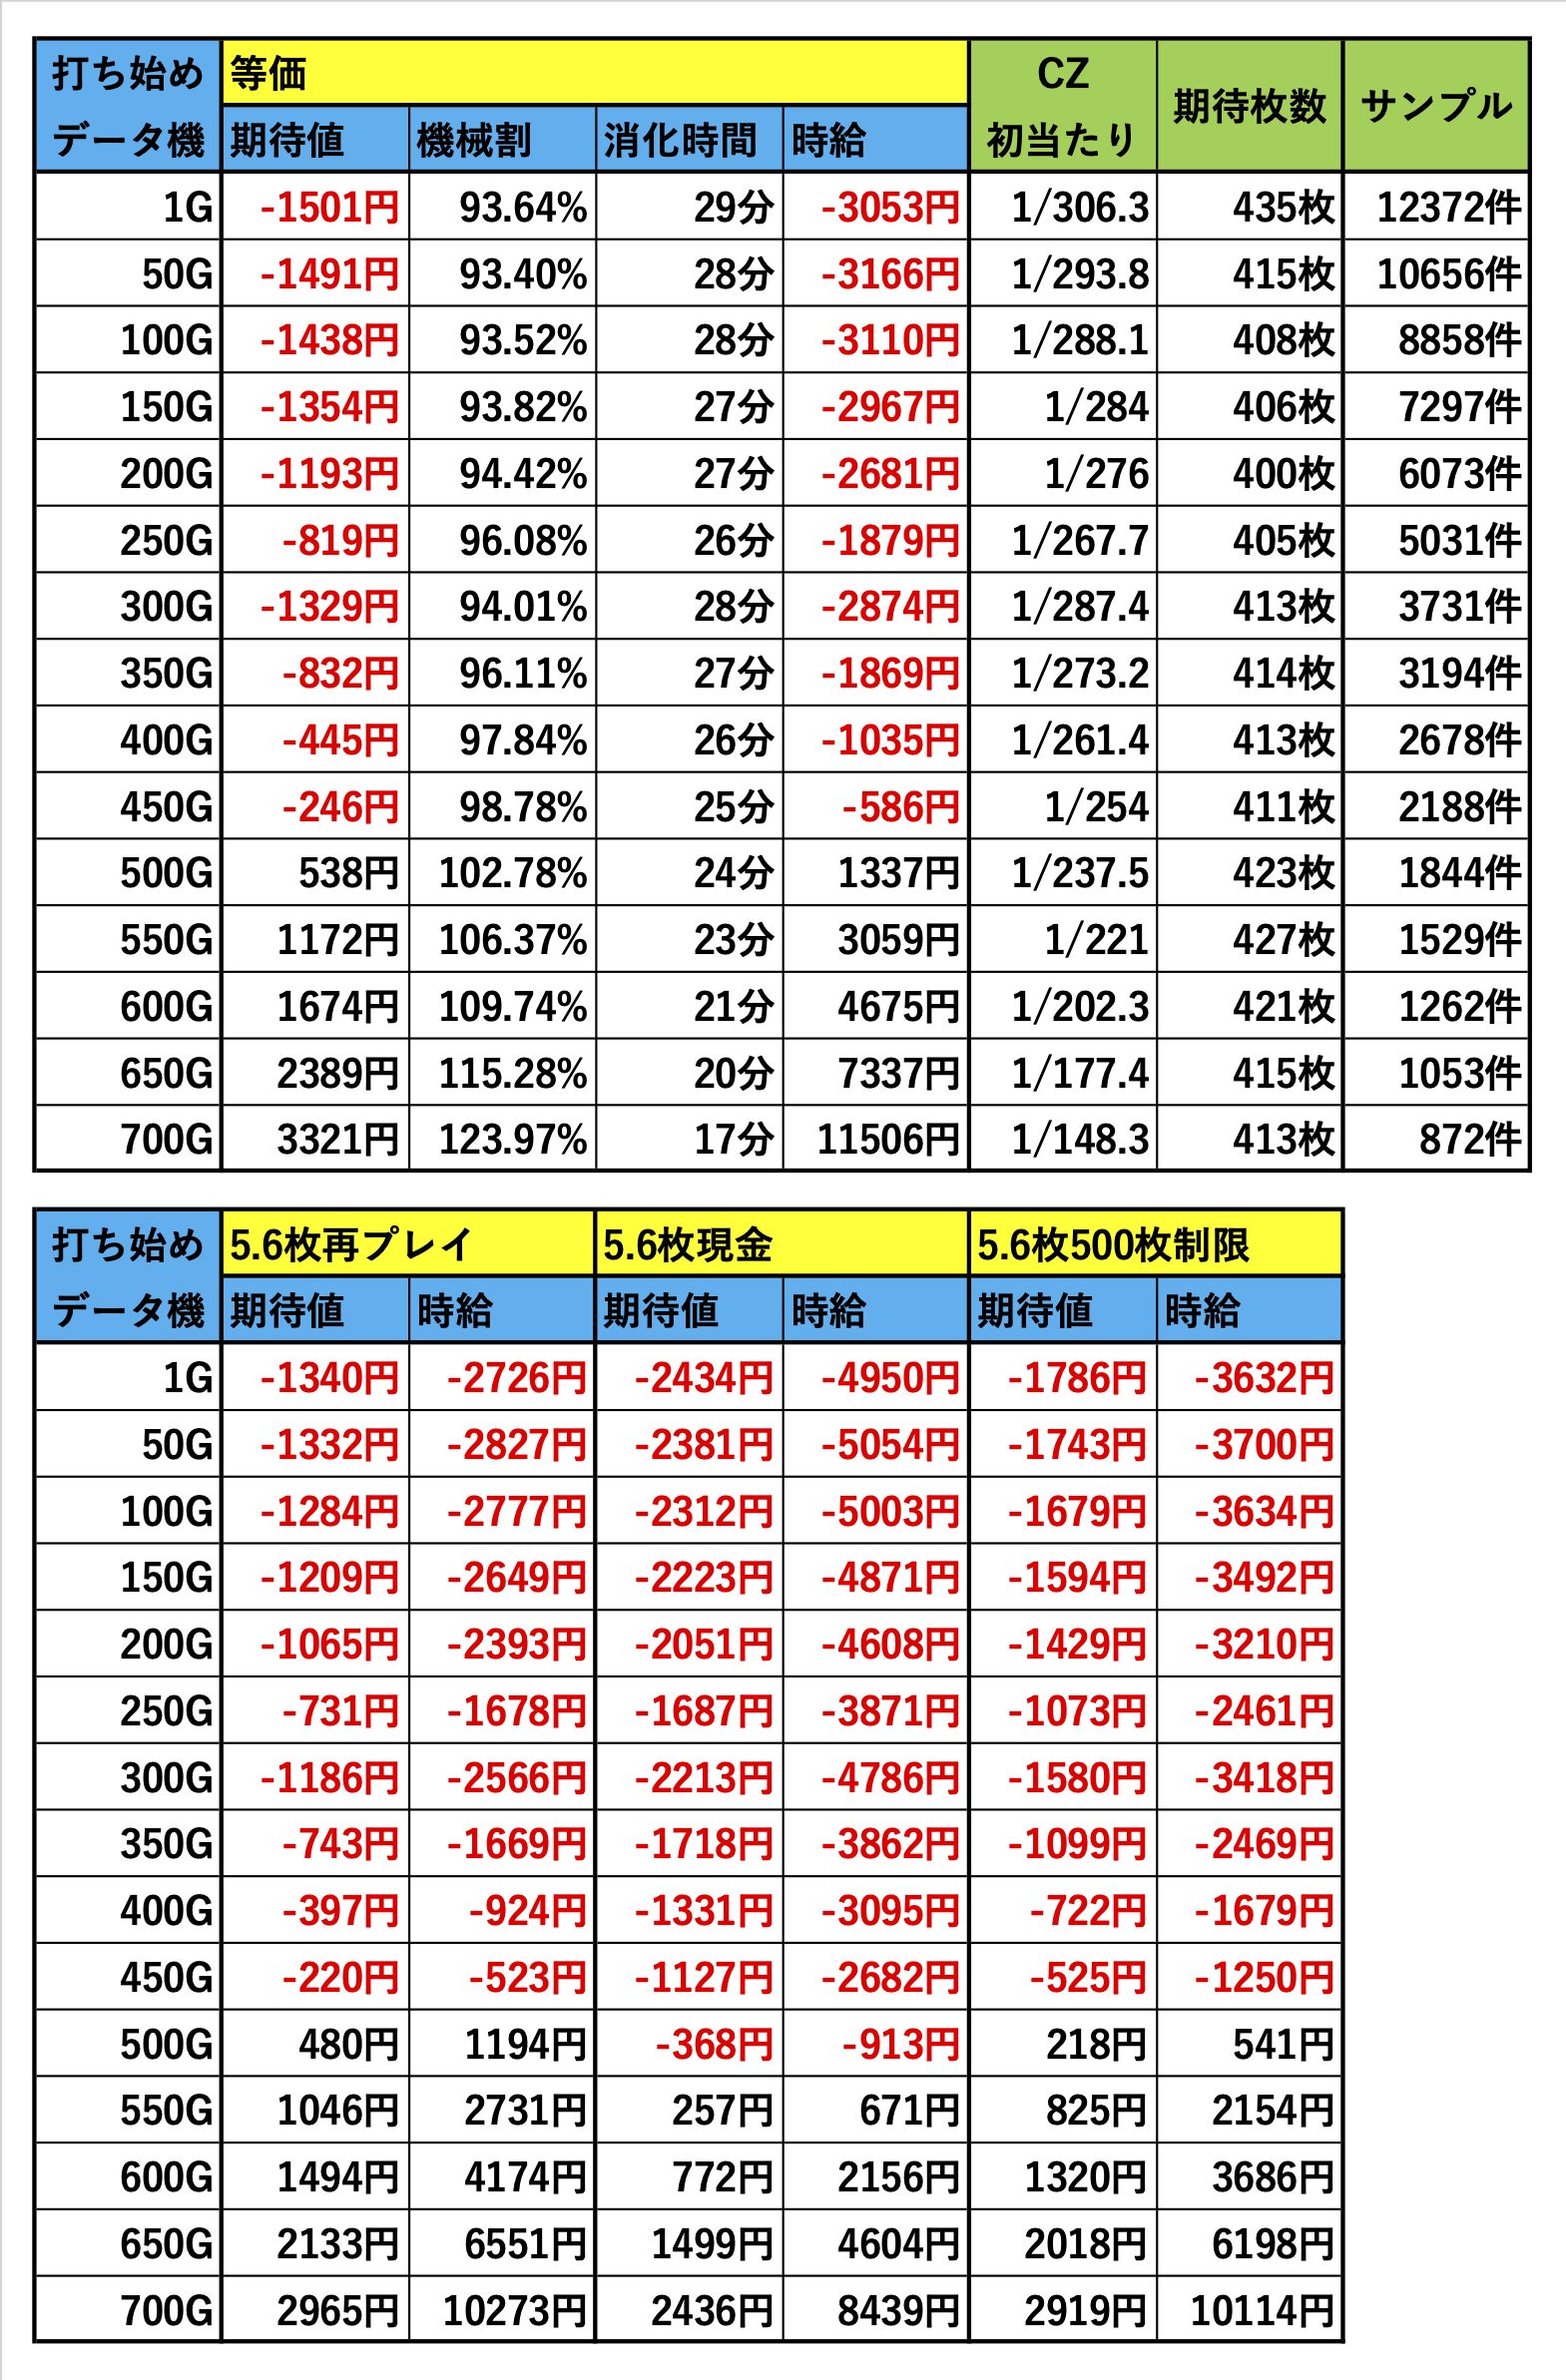 打ち始め 等価 CZ 期待枚数 サンプル
データ機 期待値 機械割 消化時間 時給 初当たり
1G -1501円 93.64% 29分 -3053円 1/306.3 435枚 12372件
50G -1491円 93.40% 28分 -3166円 1/293.8 415枚 10656件
100G -1438円 93.52% 28分 -3110円 1/288.1 408枚 8858件
150G -1354円 93.82% 27分 -2967円 1/284 406枚 7297件
200G -1193円 94.42% 27分 -2681円 1/276 400枚 6073件
250G -819円 96.08% 26分 -1879円 1/267.7 405枚 5031件
300G -1329円 94.01% 28分 -2874円 1/287.4 413枚 3731件
350G -832円 96.11% 27分 -1869円 1/273.2 414枚 3194件
400G -445円 97.84% 26分 -1035円 1/261.4 413枚 2678件
450G -246円 98.78% 25分 -586円 1/254 411枚 2188件
500G 538円 102.78% 24分 1337円 1/237.5 423枚 1844件
550G 1172円 106.37% 23分 3059円 1/221 427枚 1529件
600G 1674円 109.74% 21分 4675円 1/202.3 421枚 1262件
650G 2389円 115.28% 20分 7337円 1/177.4 415枚 1053件
700G 3321円 123.97% 17分 11506円 1/148.3 413枚 872件
打ち始め 5.6枚再プレイ 5.6枚現金 5.6枚500枚制限
データ機 期待値 時給 期待値 時給 期待値 時給
1G -1340円 -2726円 -2434円 -4950円 -1786円 -3632円
50G -1332円 -2827円 -2381円 -5054円 -1743円 -3700円
100G -1284円 -2777円 -2312円 -5003円 -1679円 -3634円
150G -1209円 -2649円 -2223円 -4871円 -1594円 -3492円
200G -1065円 -2393円 -2051円 -4608円 -1429円 -3210円
250G -731円 -1678円 -1687円 -3871円 -1073円 -2461円
300G -1186円 -2566円 -2213円 -4786円 -1580円 -3418円
350G -743円 -1669円 -1718円 -3862円 -1099円 -2469円
400G -397円 -924円 -1331円 -3095円 -722円 -1679円
450G -220円 -523円 -1127円 -2682円 -525円 -1250円
500G 480円 1194円 -368円 -913円 218円 541円
550G 1046円 2731円 257円 671円 825円 2154円
600G 1494円 4174円 772円 2156円 1320円 3686円
650G 2133円 6551円 1499円 4604円 2018円 6198円
700G 2965円 10273円 2436円 8439円 2919円 10114円